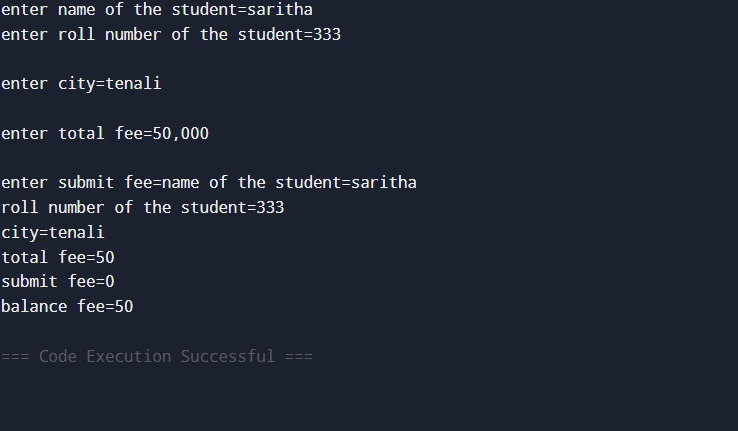 enter name of the student=saritha
enter roll number of the student=333
enter city=tenali
enter total fee=50,000
enter submit fee=name of the student=saritha
roll number of the student=333
city=tenali
total fee=50
submit fee=0
balance fee=50
=== Code Execution Successful ===